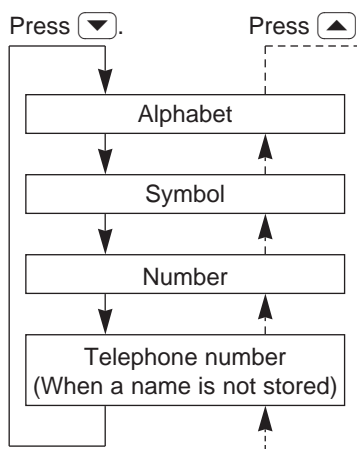 Press ▼. Press ▲
Alphabet
Symbol
Number
Telephone number
(When a name is not stored)